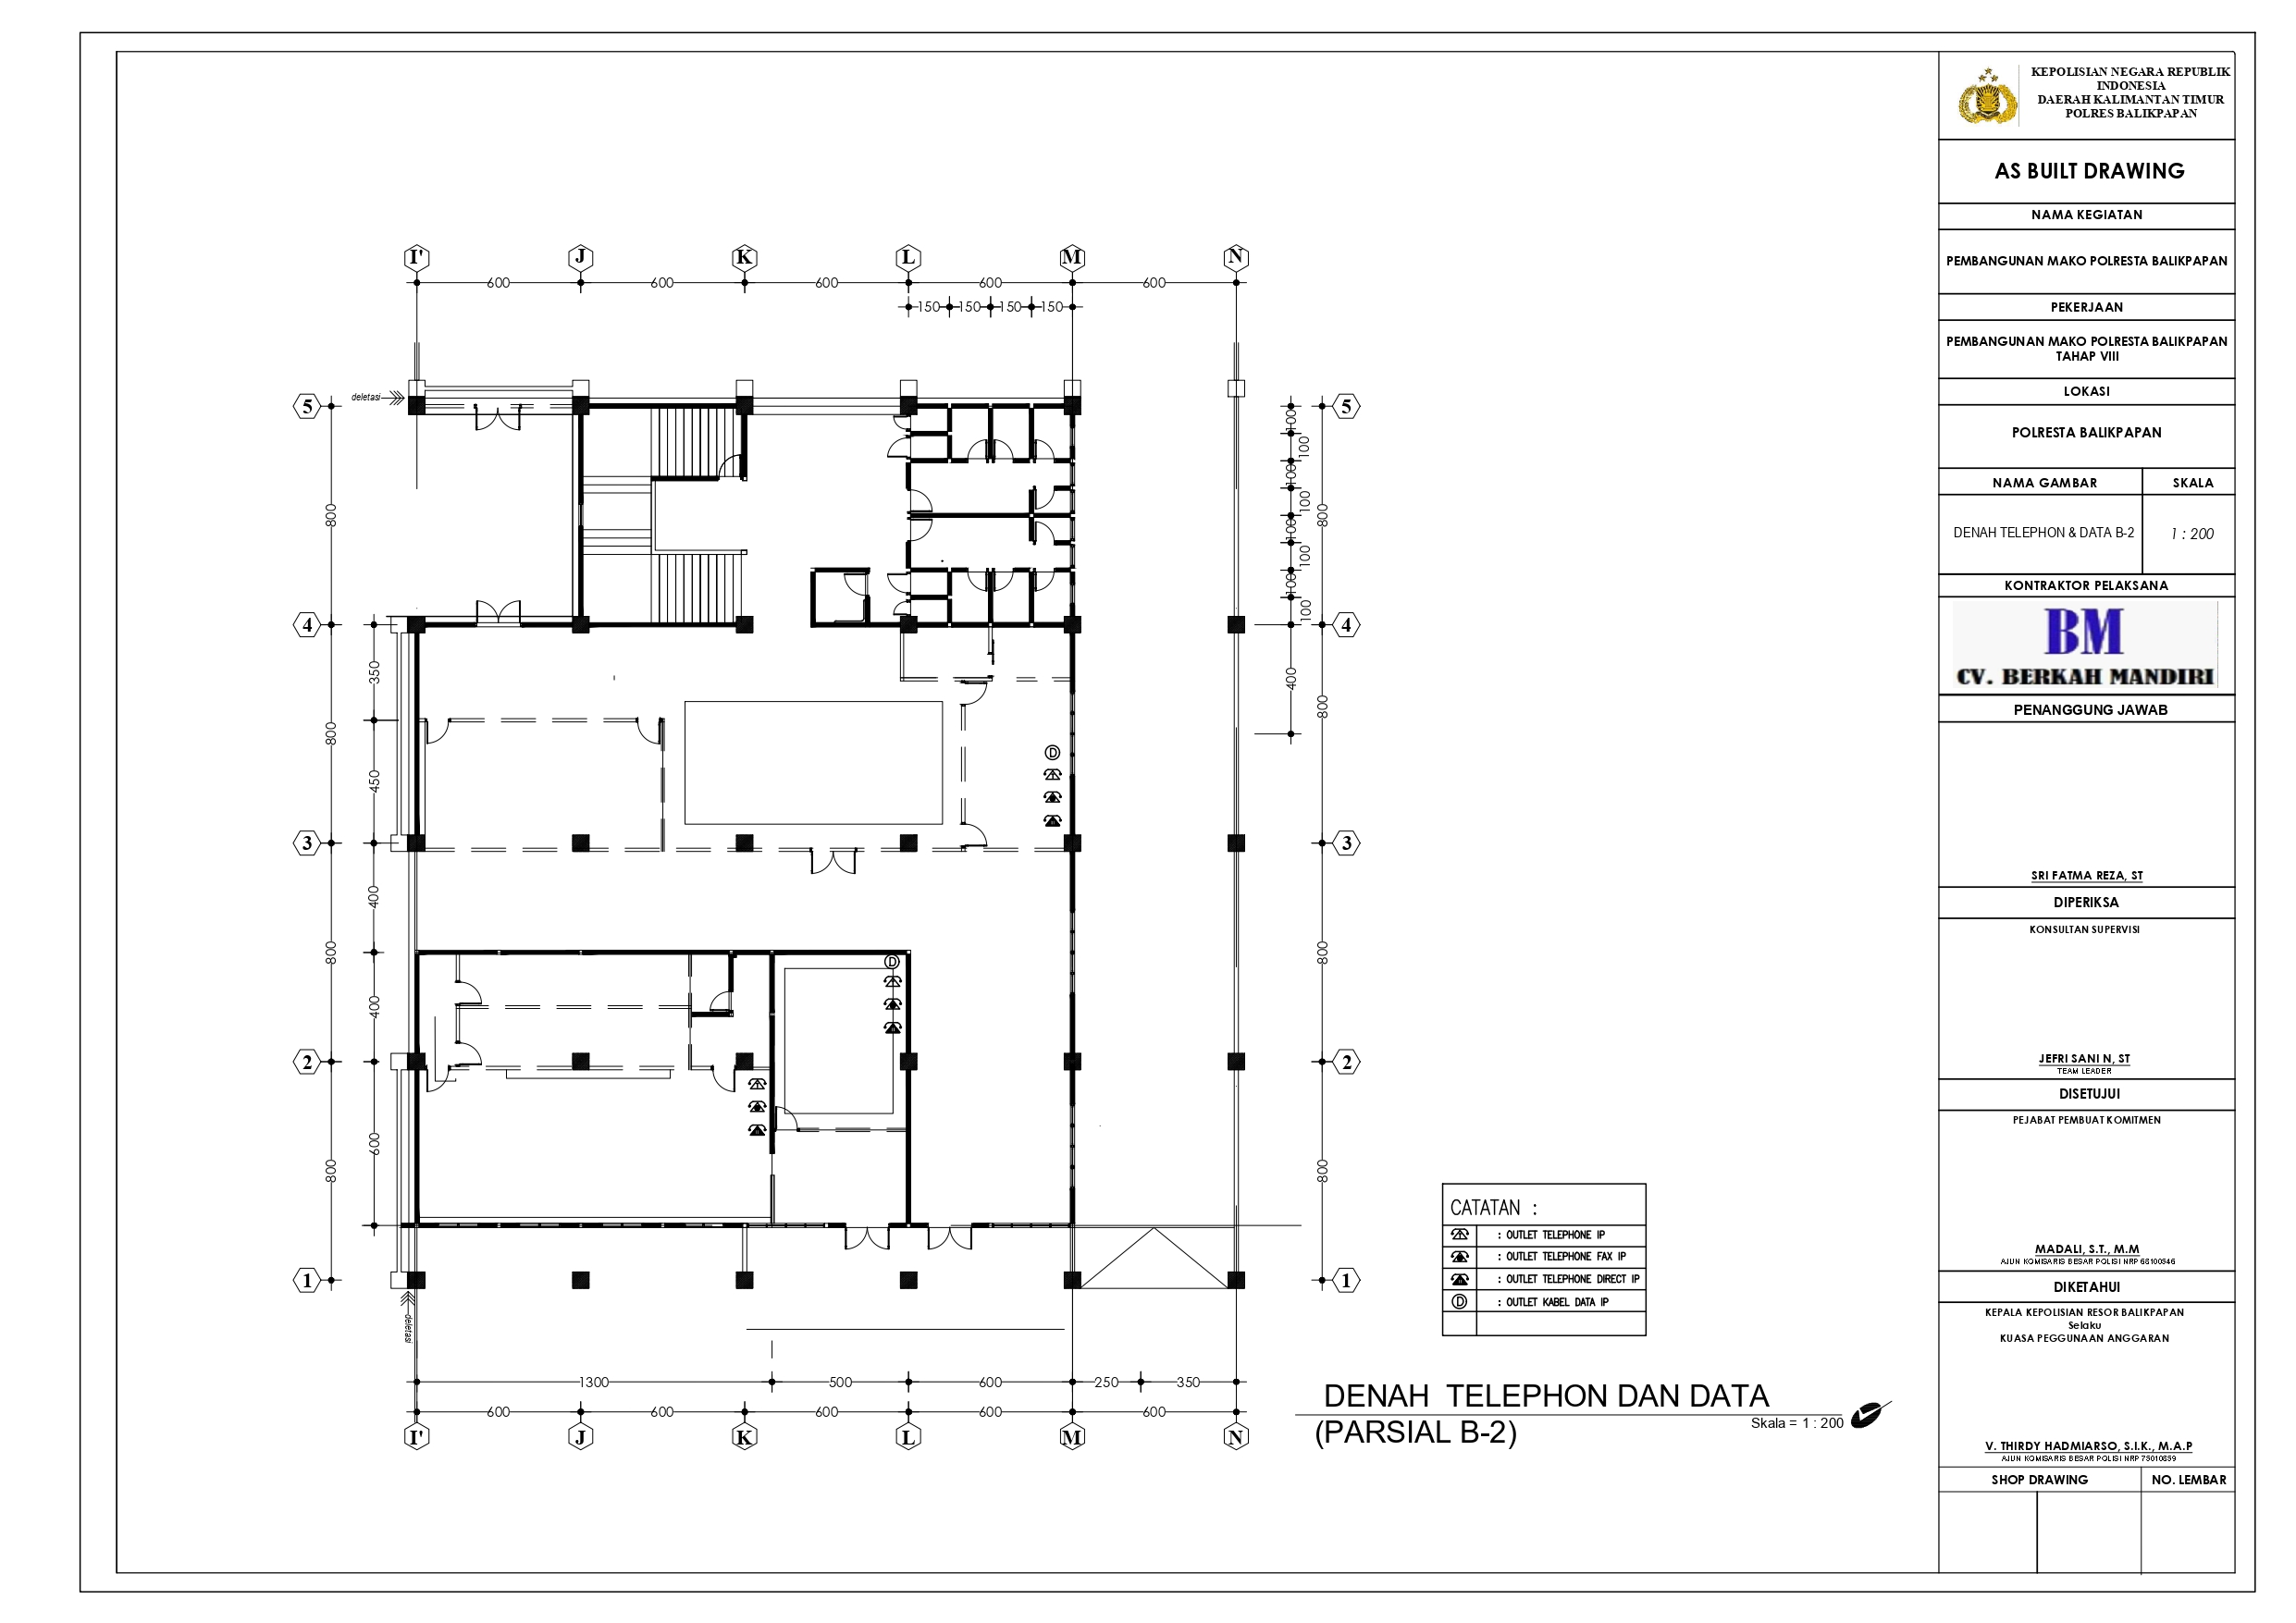 I' J K L M N
600 600 600 600 600
150 150 150 150
deletasi
5 5
100 100 100 100 100 100 100 100
800 800
4 4
350
400
800 800
450
D
3 3
400
800 800
D
400
2 2
600
800 800
1 1
deletasi
1300 500 600 250 350
600 600 600 600 600
I' J K L M N
CATATAN :
: OUTLET TELEPHONE IP
: OUTLET TELEPHONE FAX IP
: OUTLET TELEPHONE DIRECT IP
D : OUTLET KABEL DATA IP
DENAH TELEPHON DAN DATA
(PARSIAL B-2)
Skala = 1 : 200
KEPOLISIAN NEGARA REPUBLIK
INDONESIA
DAERAH KALIMANTAN TIMUR
POLRES BALIKPAPAN
AS BUILT DRAWING
NAMA KEGIATAN
PEMBANGUNAN MAKO POLRESTA BALIKPAPAN
PEKERJAAN
PEMBANGUNAN MAKO POLRESTA BALIKPAPAN
TAHAP VIII
LOKASI
POLRESTA BALIKPAPAN
NAMA GAMBAR SKALA
DENAH TELEPHON & DATA B-2 1 : 200
KONTRAKTOR PELAKSANA
BM
CV. BERKAH MANDIRI
PENANGGUNG JAWAB
SRI FATMA REZA, ST
DIPERIKSA
KONSULTAN SUPERVISI
JEFRI SANI N, ST
TEAM LEADER
DISETUJUI
PEJABAT PEMBUAT KOMITMEN
MADALI, S.T., M.M
AJUN KOMISARIS BESAR POLISI NRP 68100346
DIKETAHUI
KEPALA KEPOLISIAN RESOR BALIKPAPAN
Selaku
KUASA PEGGUNAAN ANGGARAN
V. THIRDY HADMIARSO, S.I.K., M.A.P
AJUN KOMISARIS BESAR POLISI NRP 75010899
SHOP DRAWING NO. LEMBAR